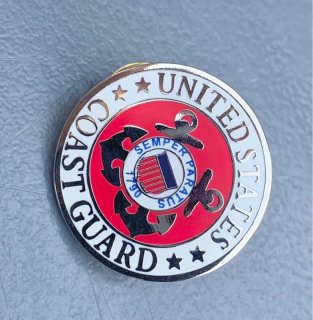 UNITED STATES
COAST GUARD
SEMPER PARATUS
1790